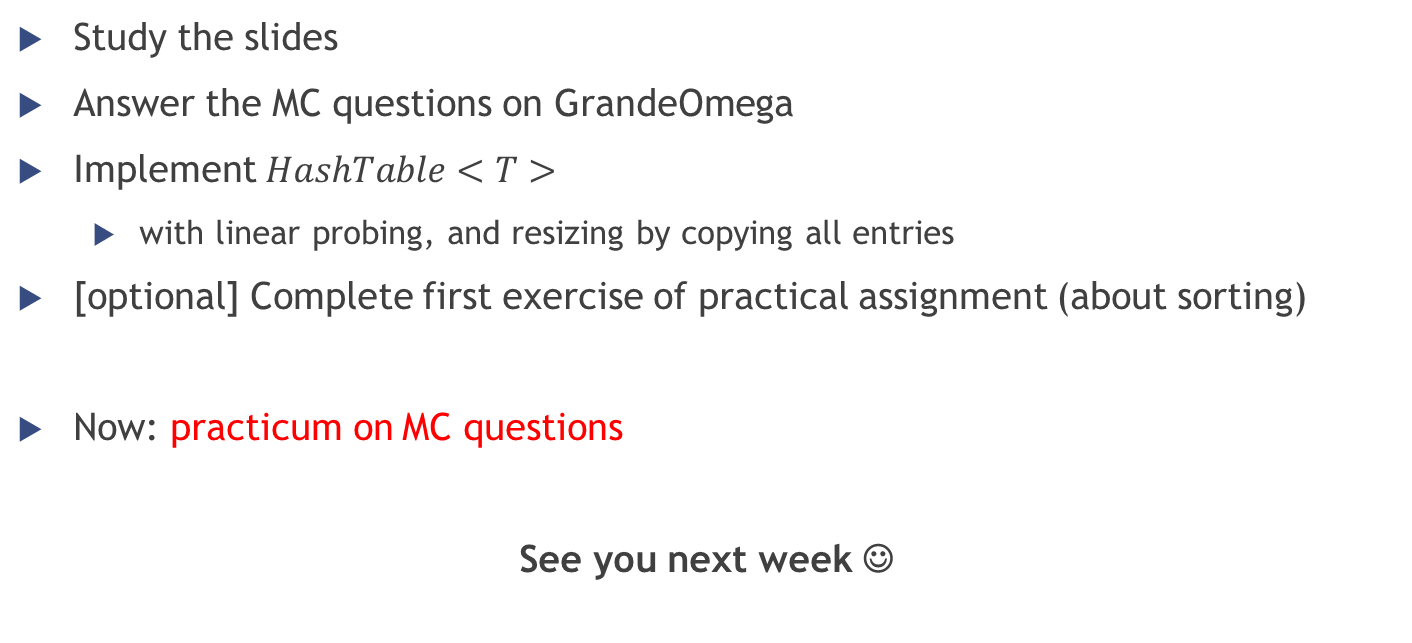 Study the slides
Answer the MC questions on GrandeOmega
Implement HashTable < T >
with linear probing, and resizing by copying all entries
[optional] Complete first exercise of practical assignment (about sorting)
Now: practicum on MC questions
See you next week ☺